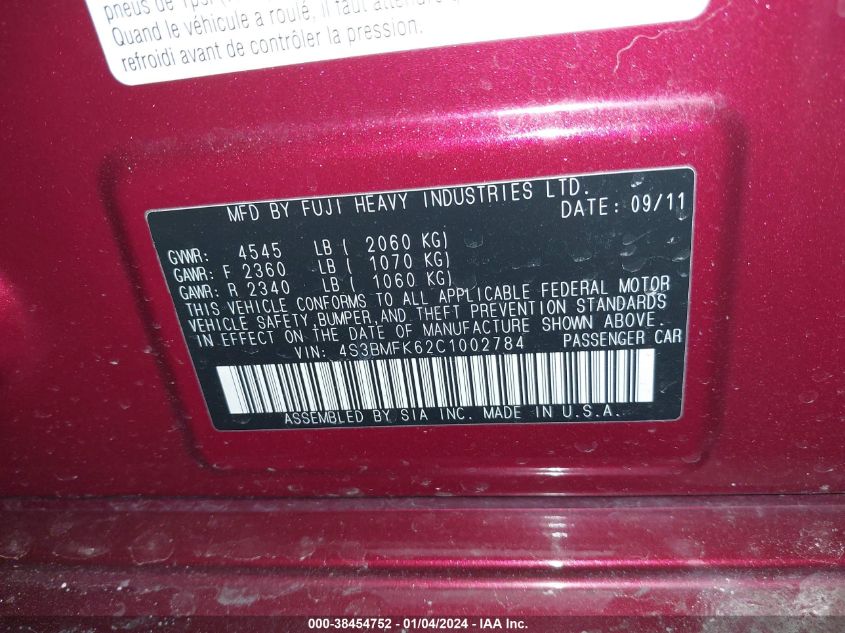 pneus de 1psi
Quand le véhicule a roulé, il faut
refroidi avant de contrôler la pression.
MFD BY FUJI HEAVY INDUSTRIES LTD.
DATE: 09/11
GVWR: 4545 LB ( 2060 KG)
GAWR: F 2360 LB ( 1070 KG)
GAWR: R 2340 LB ( 1060 KG)
THIS VEHICLE CONFORMS TO ALL APPLICABLE FEDERAL MOTOR
VEHICLE SAFETY,BUMPER,AND THEFT PREVENTION STANDARDS
IN EFFECT ON THE DATE OF MANUFACTURE SHOWN ABOVE.
VIN: 4S3BMFK62C1002784 PASSENGER CAR
ASSEMBLED BY SIA INC. MADE IN U.S.A.
000-38454752 - 01/04/2024 - IAA Inc.